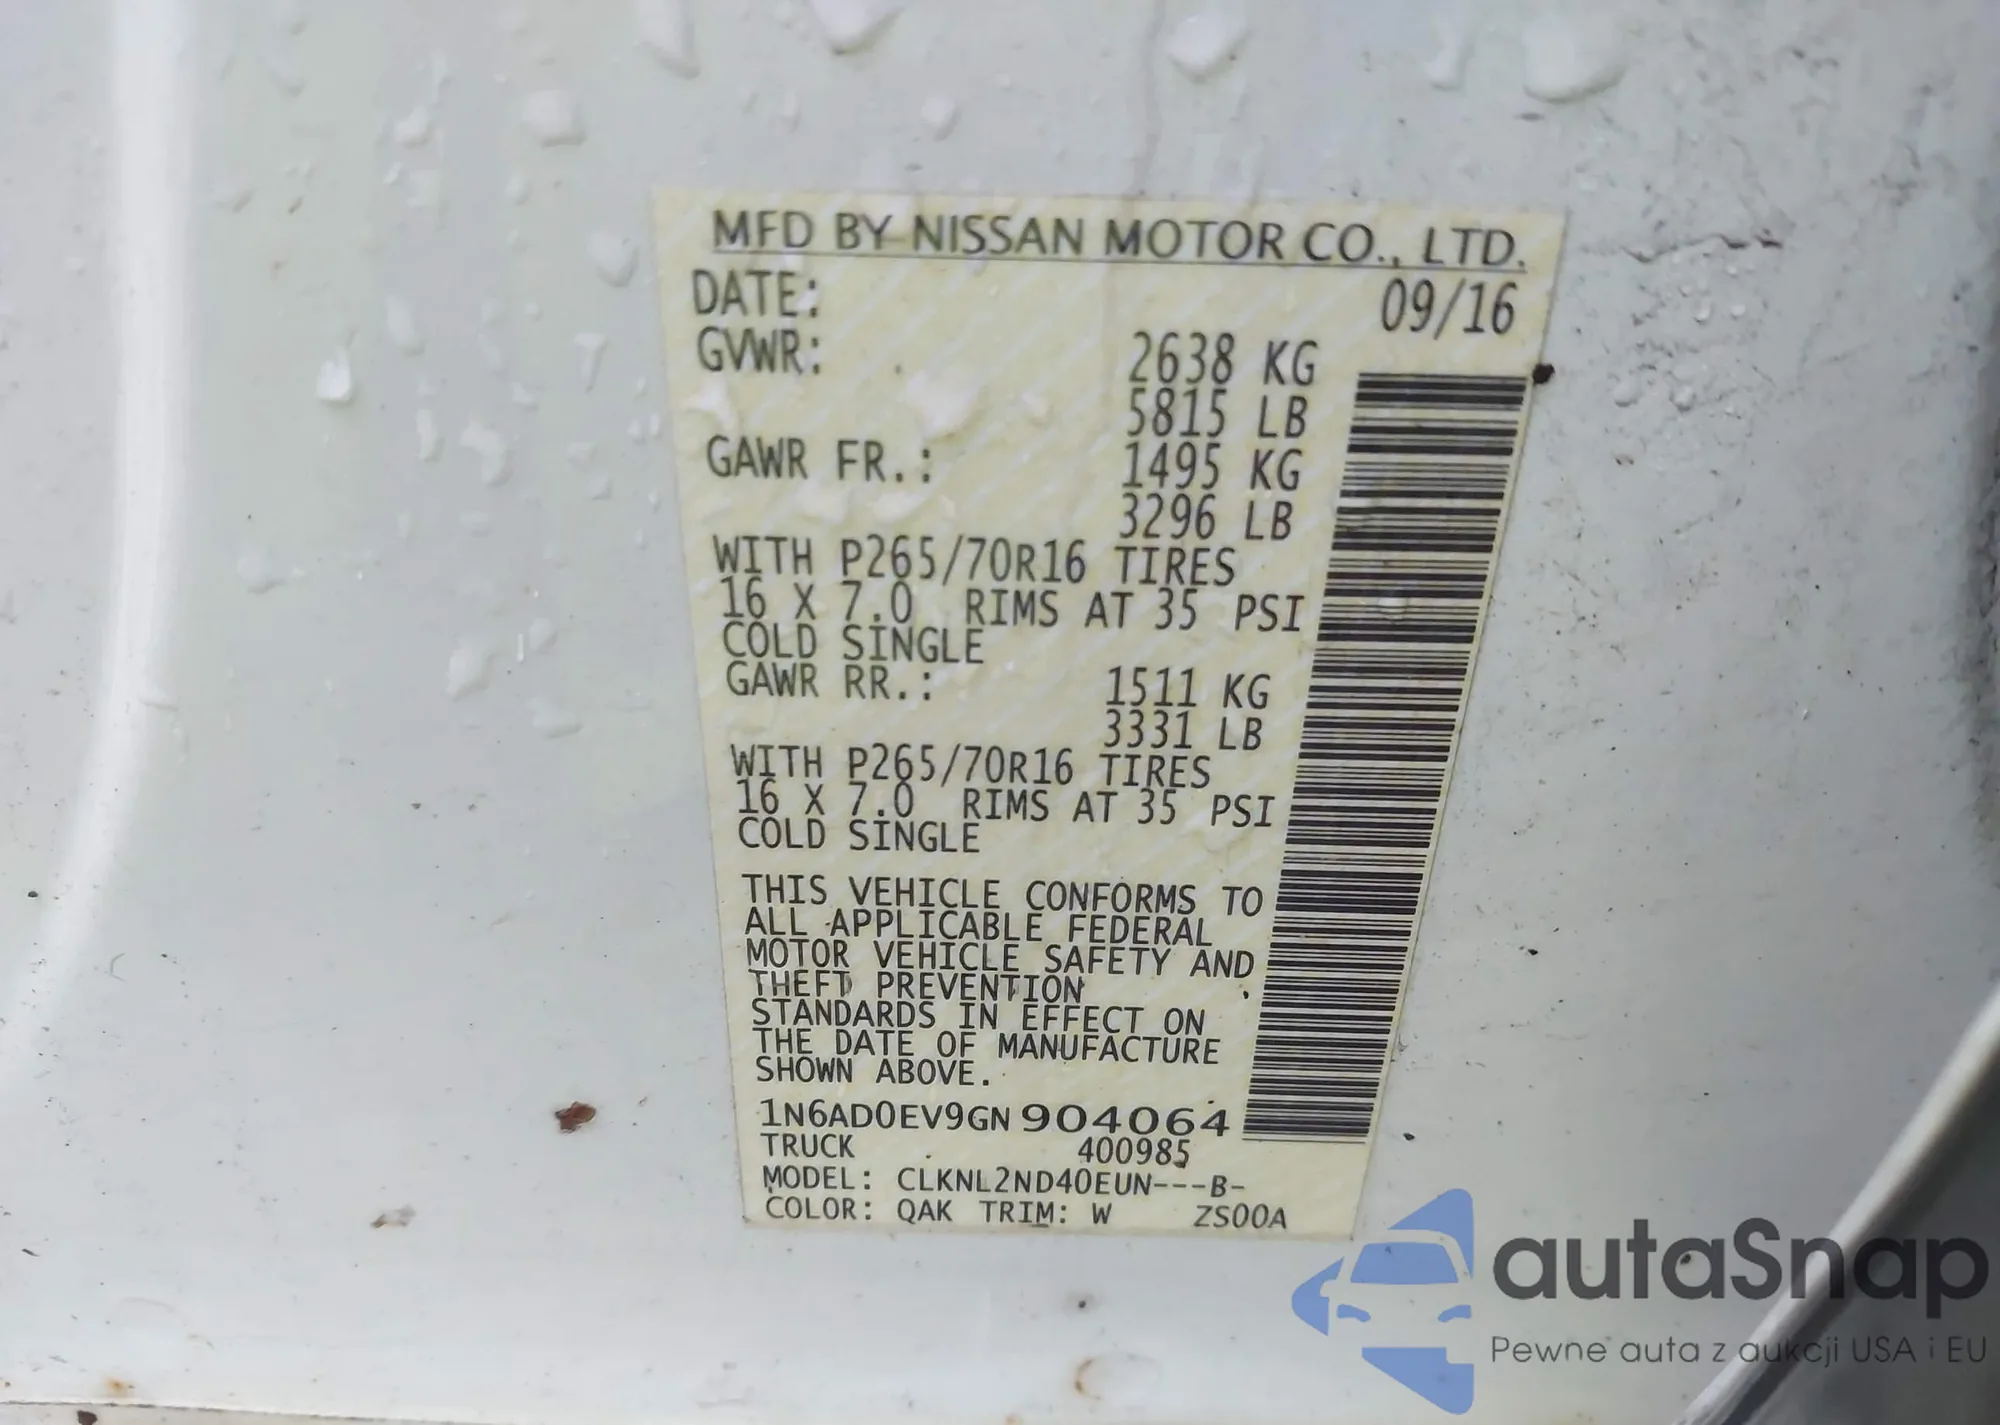 MFD BY NISSAN MOTOR CO., LTD.
DATE: 09/16
GVWR: 2638 KG
5815 LB
GAWR FR.: 1495 KG
3296 LB
WITH P265/70R16 TIRES
16 X 7.0 RIMS AT 35 PSI
COLD SINGLE
GAWR RR.: 1511 KG
3331 LB
WITH P265/70R16 TIRES
16 X 7.0 RIMS AT 35 PSI
COLD SINGLE
THIS VEHICLE CONFORMS TO
ALL APPLICABLE FEDERAL
MOTOR VEHICLE SAFETY AND
THEFT PREVENTION
STANDARDS IN EFFECT ON
THE DATE OF MANUFACTURE
SHOWN ABOVE.
1N6AD0EV9GN904064
TRUCK 400985
MODEL: CLKNL2ND40EUN---B-
COLOR: QAK TRIM: W ZS00A
autaSnap
Pewne auta z aukcji USA i EU